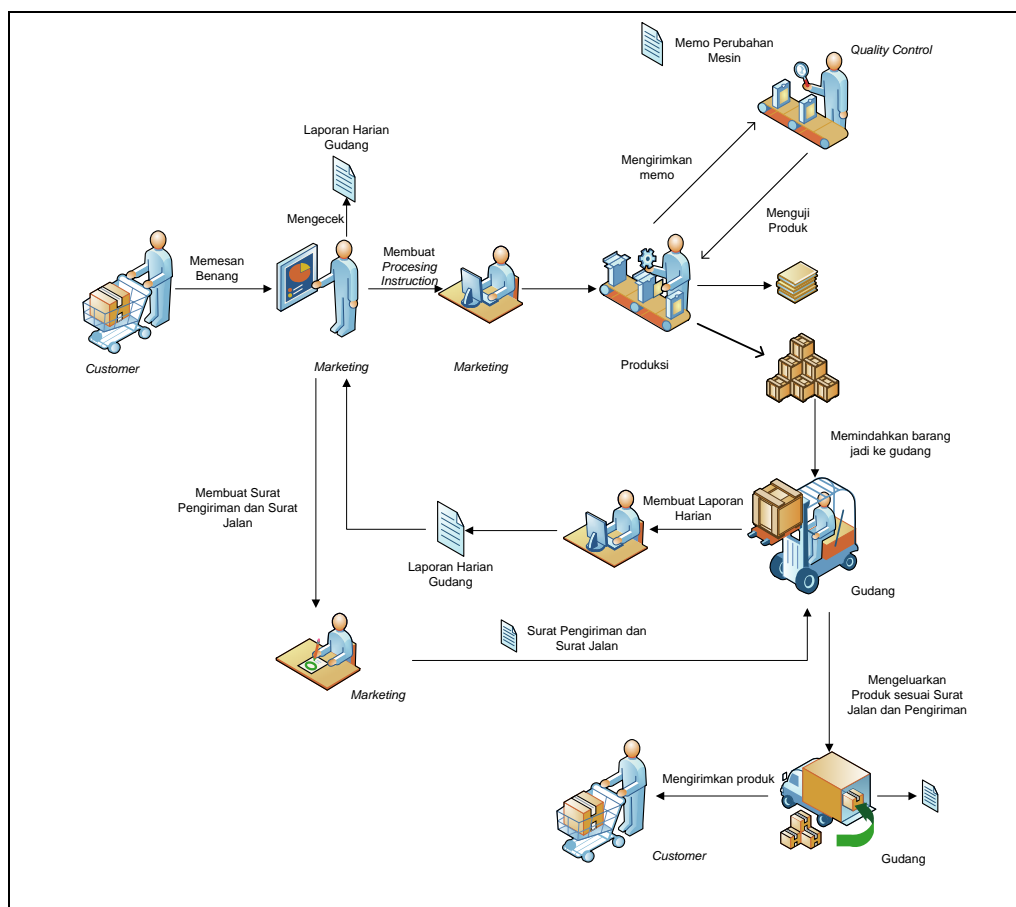 Memo Perubahan
Mesin
Quality Control
Laporan Harian
Gudang
Mengirimkan
memo
Mengecek
Menguji
Produk
Memesan
Benang
Membuat
Procesing
Instruction
Customer
Marketing
Marketing
Produksi
Memindahkan barang
jadi ke gudang
Membuat Surat
Pengiriman dan Surat
Jalan
Membuat Laporan
Harian
Laporan Harian
Gudang
Gudang
Surat Pengiriman dan
Surat Jalan
Marketing
Mengeluarkan
Produk sesuai Surat
Jalan dan Pengiriman
Mengirimkan produk
Customer
Gudang